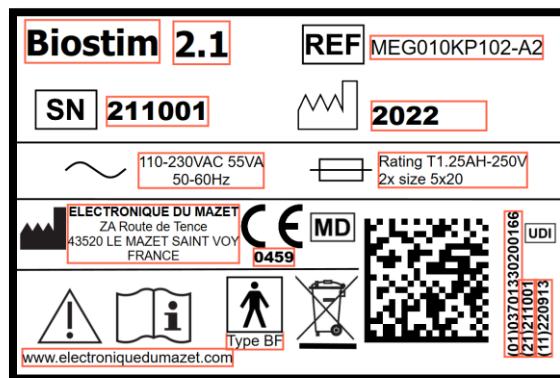 Biostim 2.1
REF MEG010KP102-A2
SN 211001
2022
110-230VAC 55VA
50-60Hz
Rating T1.25AH-250V
2x size 5x20
ELECTRONIQUE DU MAZET
ZA Route de Tence
43520 LE MAZET SAINT VOY
FRANCE
CE
0459
MD
UDI
(01)03701330200166
(21)211001
(11)220913
Type BF
www.electroniquedumazet.com